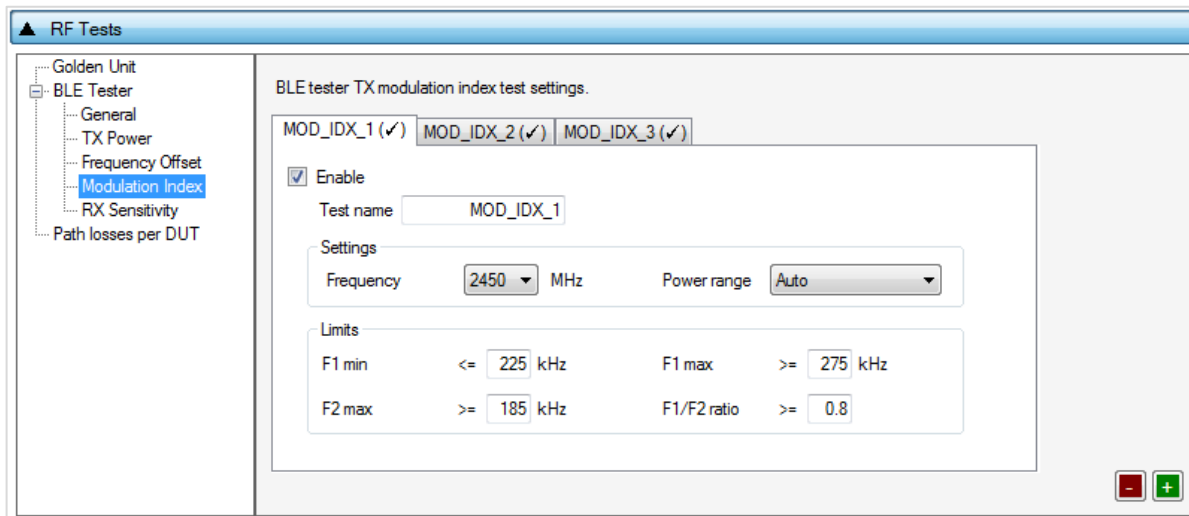 RF Tests
Golden Unit
BLE Tester
General
TX Power
Frequency Offset
Modulation Index
RX Sensitivity
Path losses per DUT
BLE tester TX modulation index test settings.
MOD_IDX_1 (✓) MOD_IDX_2 (✓) MOD_IDX_3 (✓)
Enable
Test name MOD_IDX_1
Settings
Frequency 2450 MHz Power range Auto
Limits
F1 min <= 225 kHz F1 max >= 275 kHz
F2 max >= 185 kHz F1/F2 ratio >= 0.8
- +